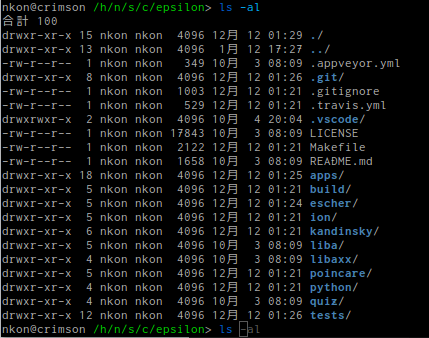 nkon@crimson /h/n/s/c/epsilon> ls -al
合計 100
drwxr-xr-x 15 nkon nkon 4096 12月 12 01:29 ./
drwxr-xr-x 13 nkon nkon 4096 1月 12 17:27 ../
-rw-r--r-- 1 nkon nkon 349 10月 3 08:09 .appveyor.yml
drwxr-xr-x 8 nkon nkon 4096 12月 12 01:26 .git/
-rw-r--r-- 1 nkon nkon 1003 12月 12 01:21 .gitignore
-rw-r--r-- 1 nkon nkon 529 12月 12 01:21 .travis.yml
drwxrwxr-x 2 nkon nkon 4096 10月 4 20:04 .vscode/
-rw-r--r-- 1 nkon nkon 17843 10月 3 08:09 LICENSE
-rw-r--r-- 1 nkon nkon 2122 12月 12 01:21 Makefile
-rw-r--r-- 1 nkon nkon 1658 10月 3 08:09 README.md
drwxr-xr-x 18 nkon nkon 4096 12月 12 01:25 apps/
drwxr-xr-x 5 nkon nkon 4096 12月 12 01:21 build/
drwxr-xr-x 5 nkon nkon 4096 12月 12 01:24 escher/
drwxr-xr-x 5 nkon nkon 4096 12月 12 01:21 ion/
drwxr-xr-x 6 nkon nkon 4096 12月 12 01:21 kandinsky/
drwxr-xr-x 5 nkon nkon 4096 10月 3 08:09 liba/
drwxr-xr-x 4 nkon nkon 4096 10月 3 08:09 libaxx/
drwxr-xr-x 5 nkon nkon 4096 12月 12 01:21 poincare/
drwxr-xr-x 4 nkon nkon 4096 12月 12 01:21 python/
drwxr-xr-x 4 nkon nkon 4096 10月 3 08:09 quiz/
drwxr-xr-x 12 nkon nkon 4096 12月 12 01:26 tests/
nkon@crimson /h/n/s/c/epsilon> ls -al